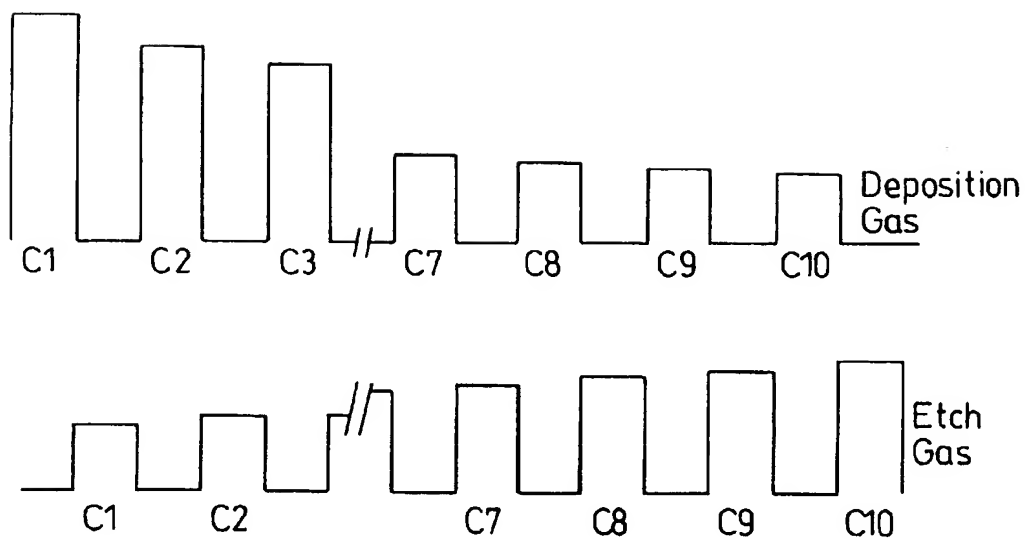 Deposition
Gas
C1 C2 C3 C7 C8 C9 C10
Etch
Gas
C1 C2 C7 C8 C9 C10